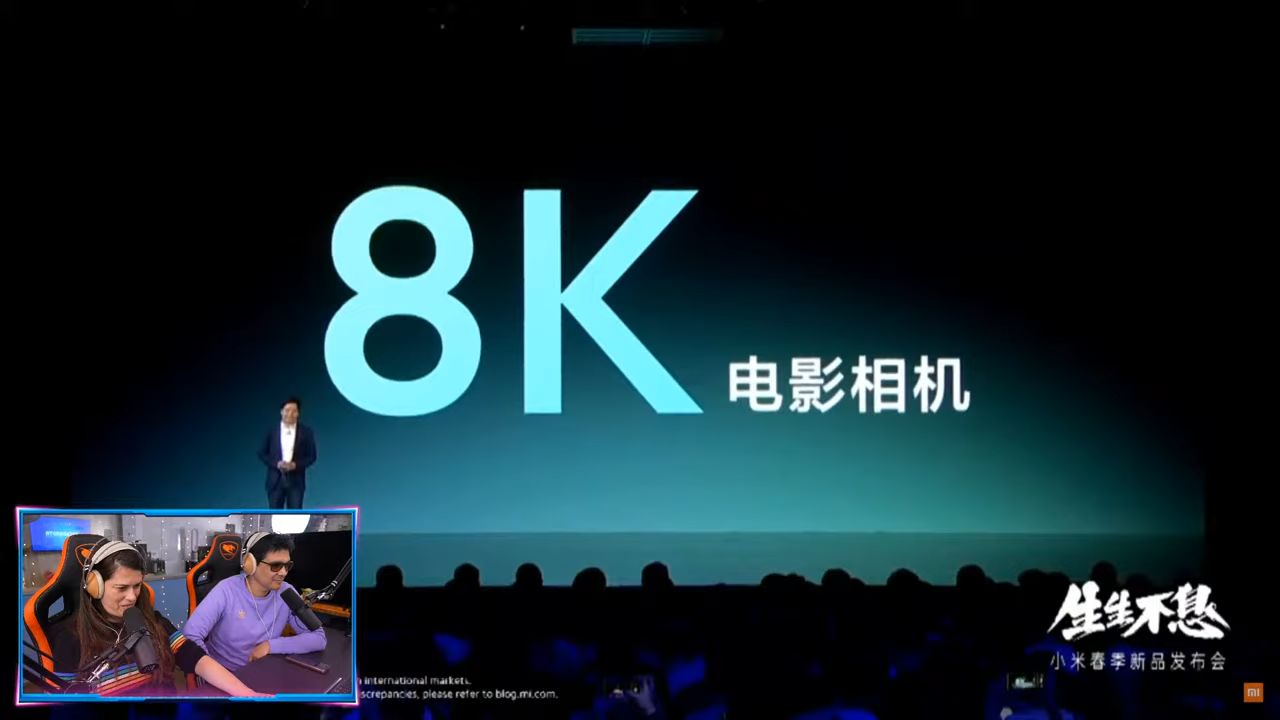 8K 电影相机
生生不息
小米春季新品发布会
international markets.
screpancies, please refer to blog.mi.com.
mi